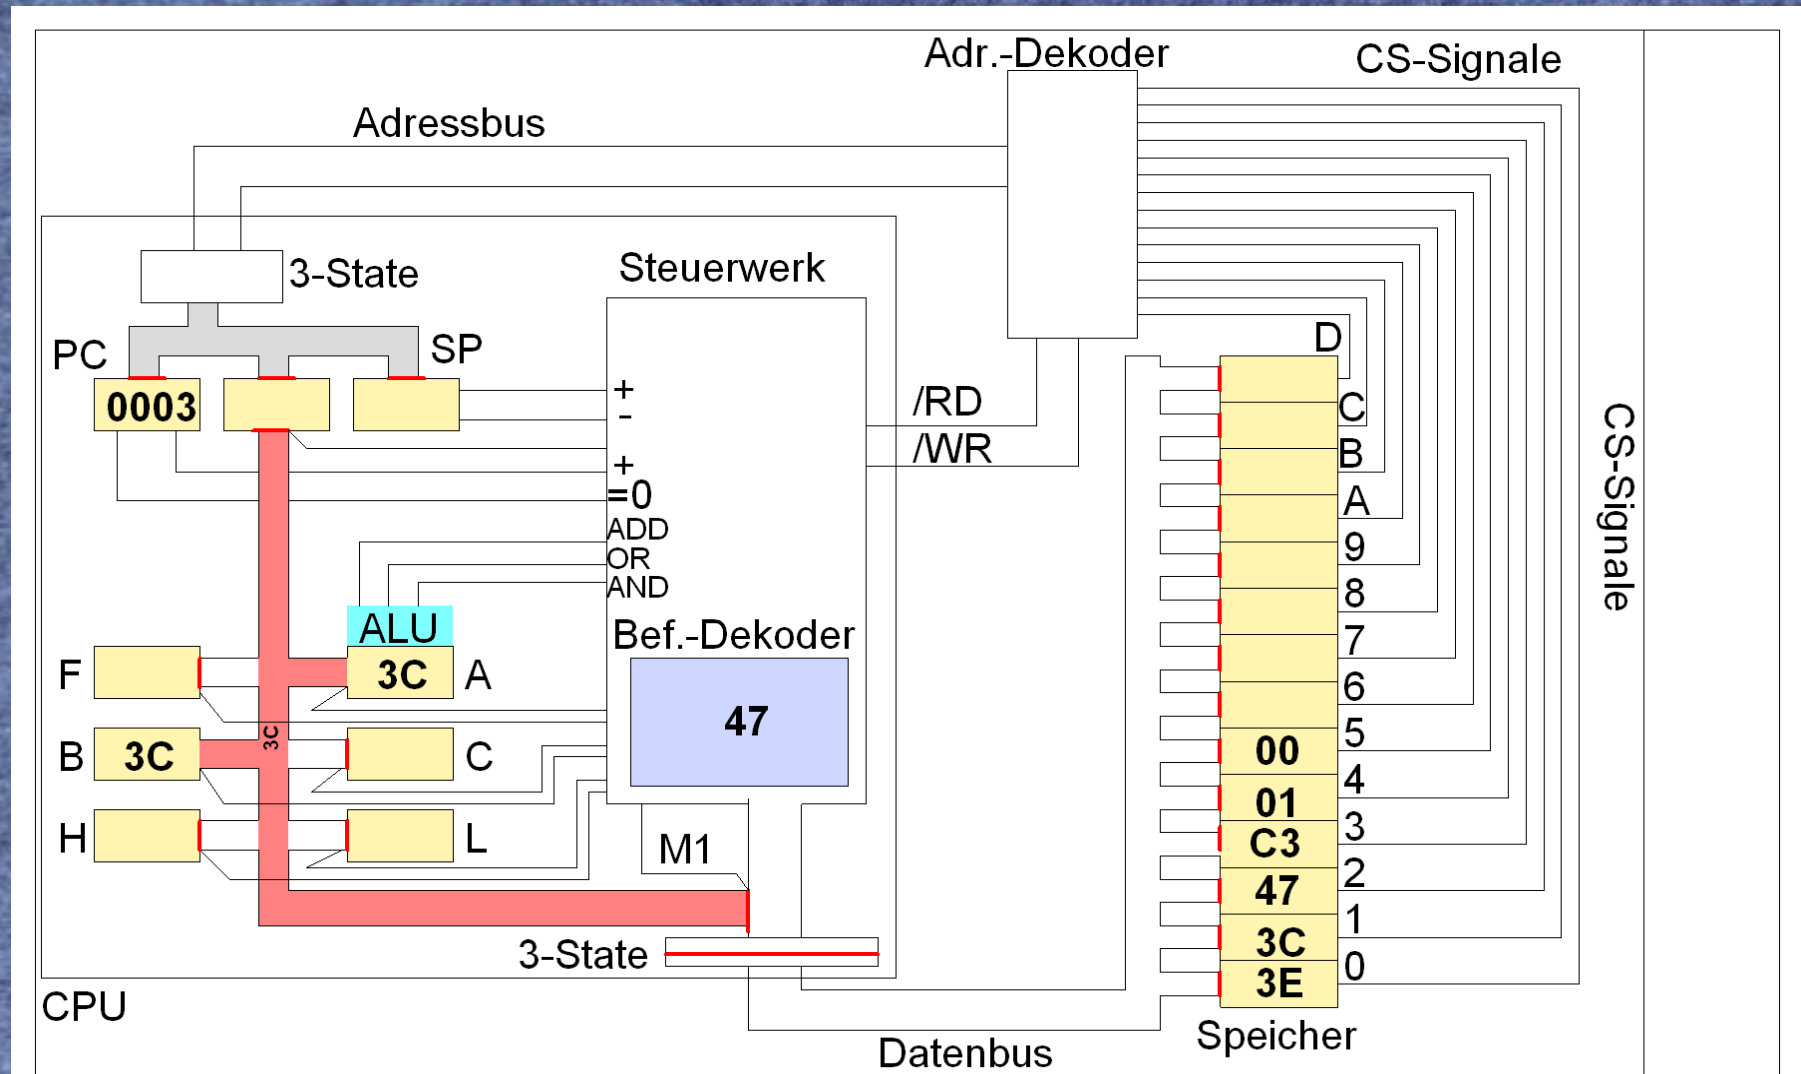 Adr.-Dekoder
CS-Signale
Adressbus
3-State
Steuerwerk
PC
SP
0003
+
-
+
=0
ADD
OR
AND
/RD
/WR
ALU
Bef.-Dekoder
F
3C
A
47
3C
B
3C
C
H
L
M1
3-State
CPU
Datenbus
D
C
B
A
9
8
7
6
5
00
4
01
3
C3
2
47
1
3C
0
3E
Speicher
CS-Signale